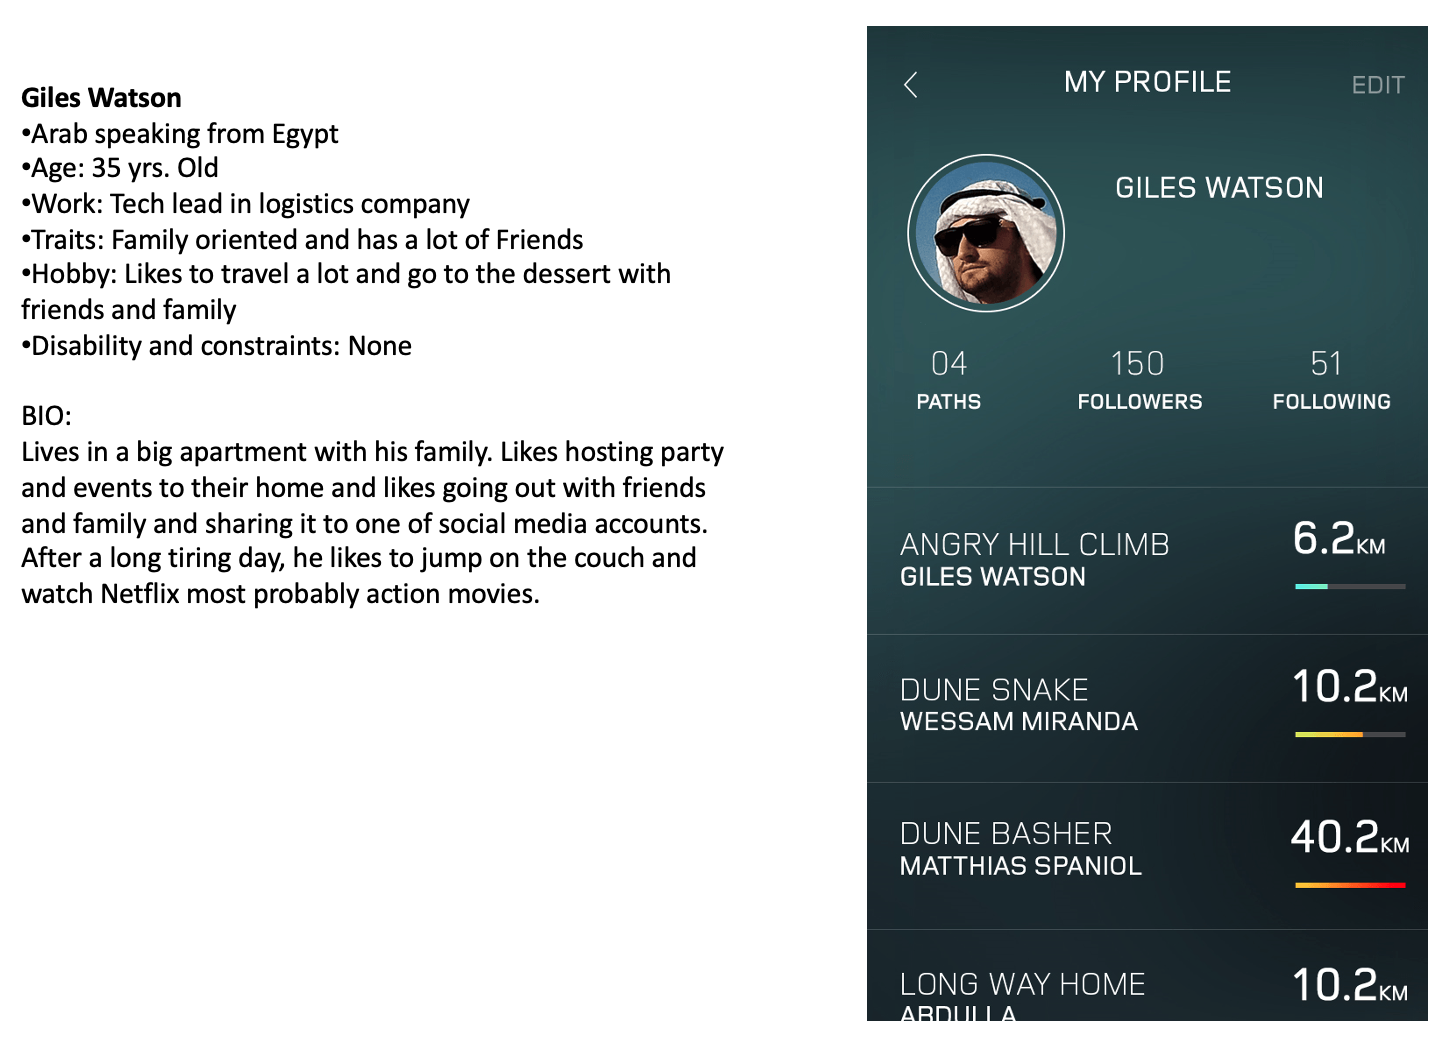 Giles Watson
•Arab speaking from Egypt
•Age: 35 yrs. Old
•Work: Tech lead in logistics company
•Traits: Family oriented and has a lot of Friends
•Hobby: Likes to travel a lot and go to the dessert with
friends and family
•Disability and constraints: None
BIO:
Lives in a big apartment with his family. Likes hosting party
and events to their home and likes going out with friends
and family and sharing it to one of social media accounts.
After a long tiring day, he likes to jump on the couch and
watch Netflix most probably action movies.
MY PROFILE
EDIT
GILES WATSON
04 150 51
PATHS FOLLOWERS FOLLOWING
ANGRY HILL CLIMB 6.2KM
GILES WATSON
DUNE SNAKE 10.2KM
WESSAM MIRANDA
DUNE BASHER 40.2KM
MATTHIAS SPANIOL
LONG WAY HOME 10.2KM
ABDULLA